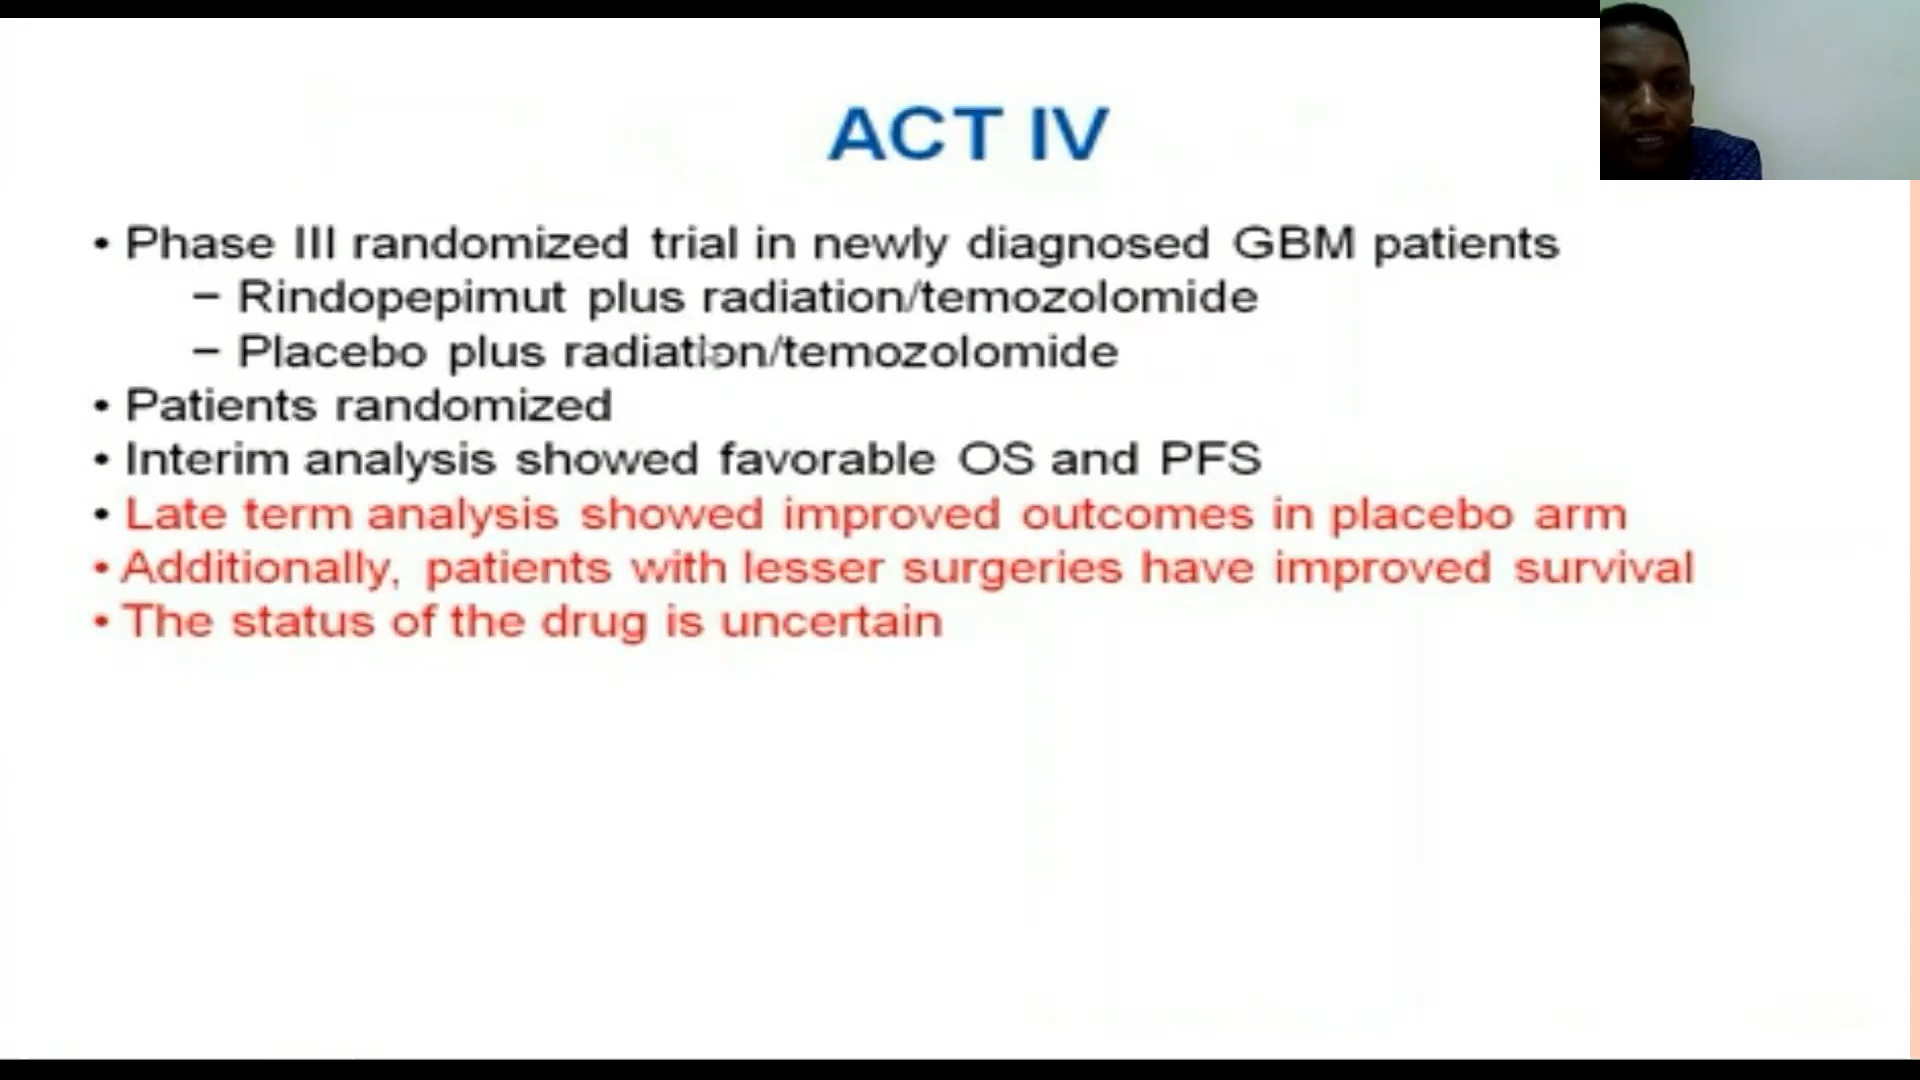 ACT IV
• Phase III randomized trial in newly diagnosed GBM patients
– Rindopepimut plus radiation/temozolomide
– Placebo plus radiation/temozolomide
• Patients randomized
• Interim analysis showed favorable OS and PFS
• Late term analysis showed improved outcomes in placebo arm
• Additionally, patients with lesser surgeries have improved survival
• The status of the drug is uncertain